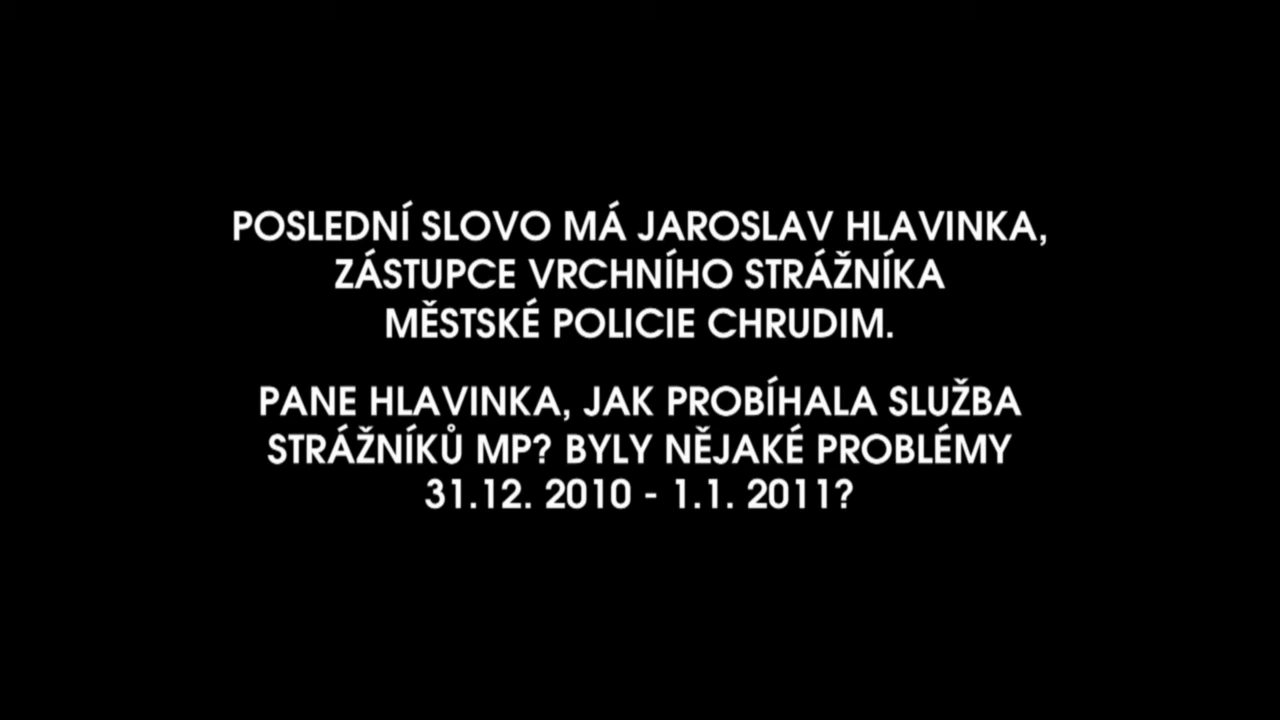 POSLEDNÍ SLOVO MÁ JAROSLAV HLAVINKA,
ZÁSTUPCE VRCHNÍHO STRÁŽNÍKA
MĚSTSKÉ POLICIE CHRUDIM.
PANE HLAVINKA, JAK PROBÍHALA SLUŽBA
STRÁŽNÍKŮ MP? BYLY NĚJAKÉ PROBLÉMY
31.12. 2010 - 1.1. 2011?